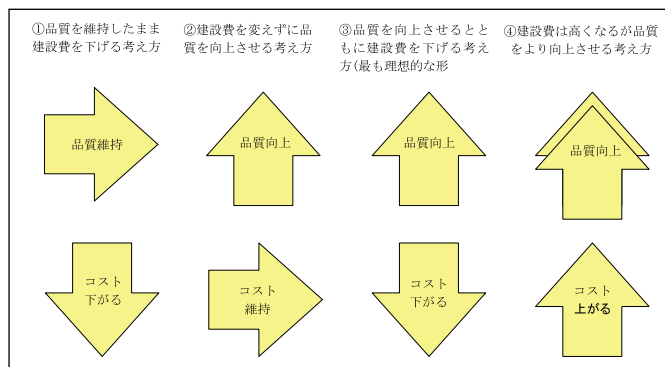 ①品質を維持したまま
建設費を下げる考え方
②建設費を変えずに品
質を向上させる考え方
③品質を向上させるとと
もに建設費を下げる考え
方(最も理想的な形
④建設費は高くなるが品質
をより向上させる考え方
品質維持
品質向上
品質向上
品質向上
コスト
下がる
コスト
維持
コスト
下がる
コスト
上がる